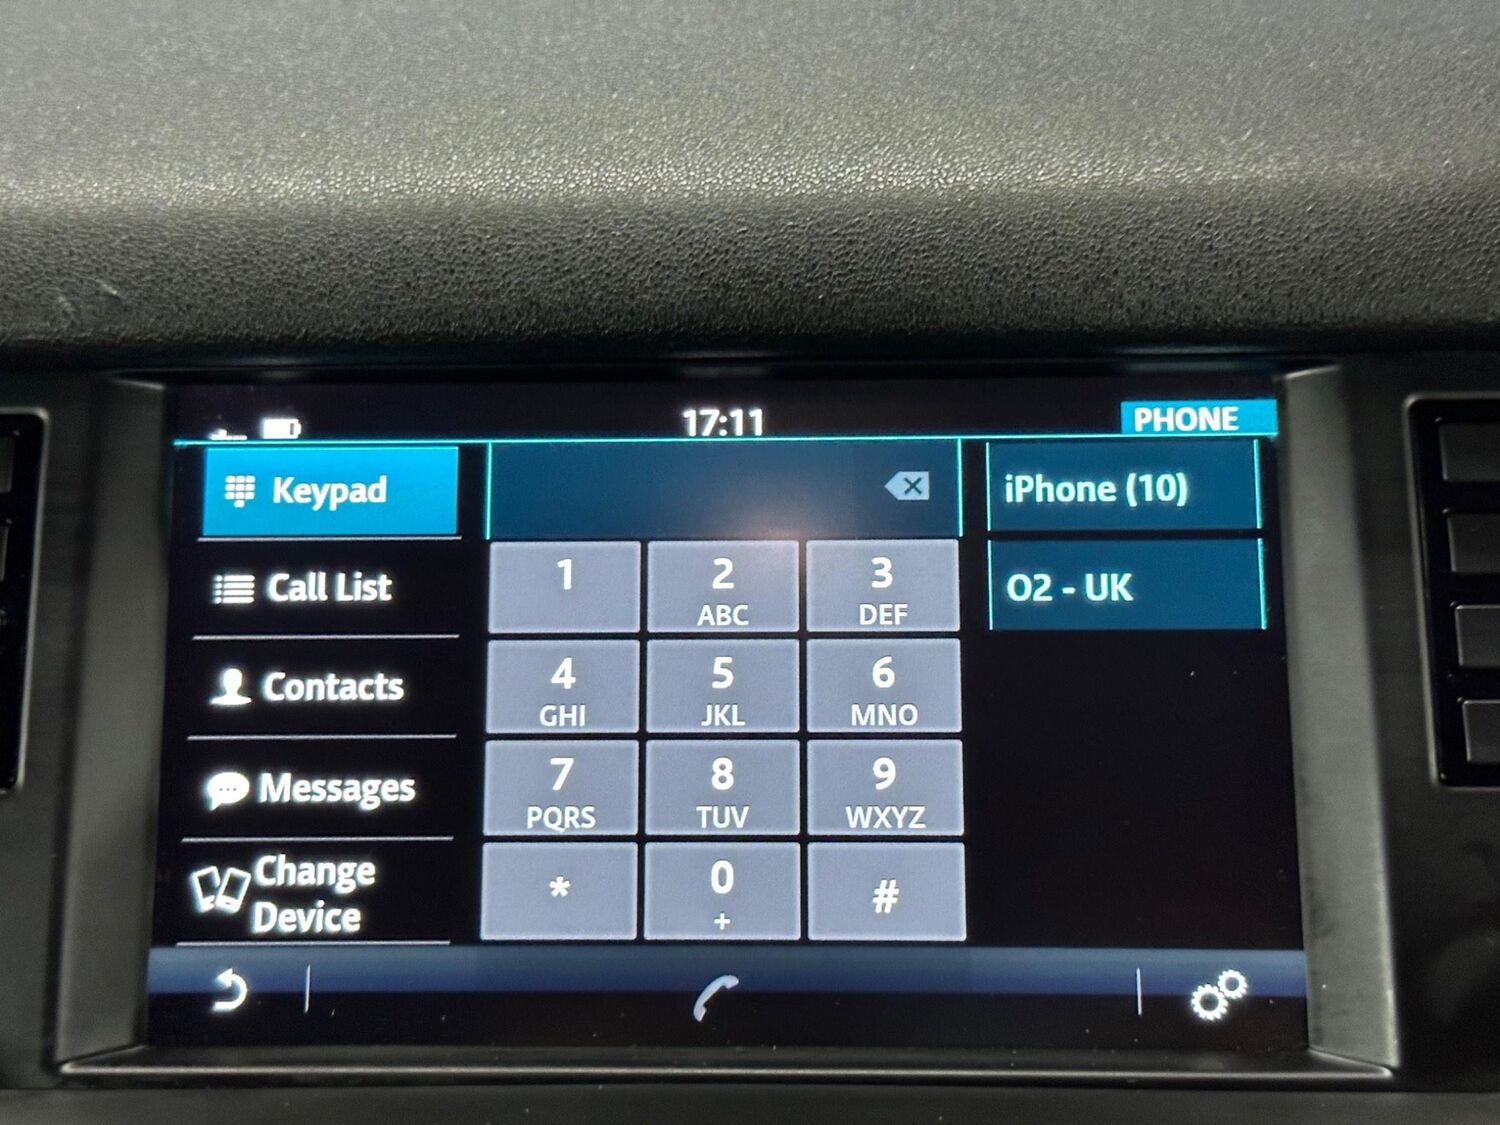 17:11
PHONE
Keypad
Call List
Contacts
Messages
Change
Device
1
2
ABC
3
DEF
4
GHI
5
JKL
6
MNO
7
PQRS
8
TUV
9
WXYZ
*
0
+
#
iPhone (10)
O2 - UK